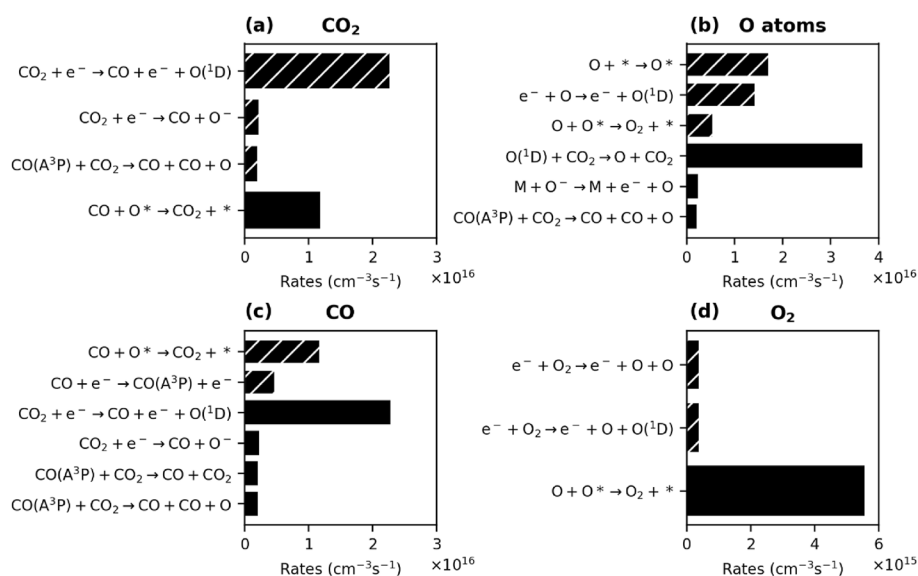 (a) CO₂
CO₂ + e⁻ → CO + e⁻ + O(¹D)
CO₂ + e⁻ → CO + O⁻
CO(A³P) + CO₂ → CO + CO + O
CO + O* → CO₂ + *
0 1 2 3
Rates (cm⁻³s⁻¹) ×10¹⁶
(b) O atoms
O + * → O*
e⁻ + O → e⁻ + O(¹D)
O + O* → O₂ + *
O(¹D) + CO₂ → O + CO₂
M + O⁻ → M + e⁻ + O
CO(A³P) + CO₂ → CO + CO + O
0 1 2 3 4
Rates (cm⁻³s⁻¹) ×10¹⁶
(c) CO
CO + O* → CO₂ + *
CO + e⁻ → CO(A³P) + e⁻
CO₂ + e⁻ → CO + e⁻ + O(¹D)
CO₂ + e⁻ → CO + O⁻
CO(A³P) + CO₂ → CO + CO₂
CO(A³P) + CO₂ → CO + CO + O
0 1 2 3
Rates (cm⁻³s⁻¹) ×10¹⁶
(d) O₂
e⁻ + O₂ → e⁻ + O + O
e⁻ + O₂ → e⁻ + O + O(¹D)
O + O* → O₂ + *
0 2 4 6
Rates (cm⁻³s⁻¹) ×10¹⁵